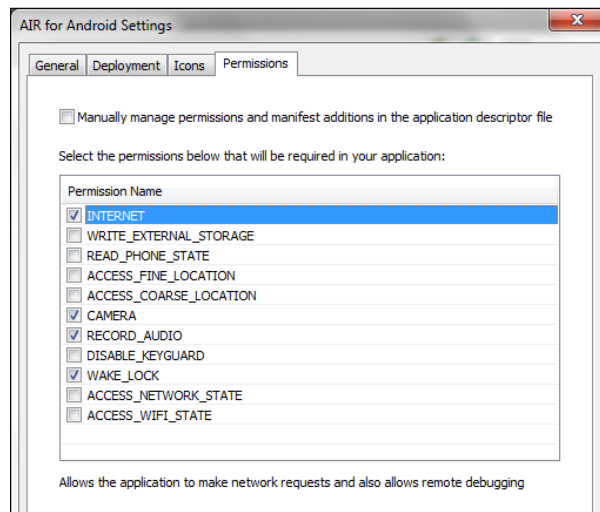 AIR for Android Settings
General Deployment Icons Permissions
Manually manage permissions and manifest additions in the application descriptor file
Select the permissions below that will be required in your application:
Permission Name
INTERNET
WRITE_EXTERNAL_STORAGE
READ_PHONE_STATE
ACCESS_FINE_LOCATION
ACCESS_COARSE_LOCATION
CAMERA
RECORD_AUDIO
DISABLE_KEYGUARD
WAKE_LOCK
ACCESS_NETWORK_STATE
ACCESS_WIFI_STATE
Allows the application to make network requests and also allows remote debugging